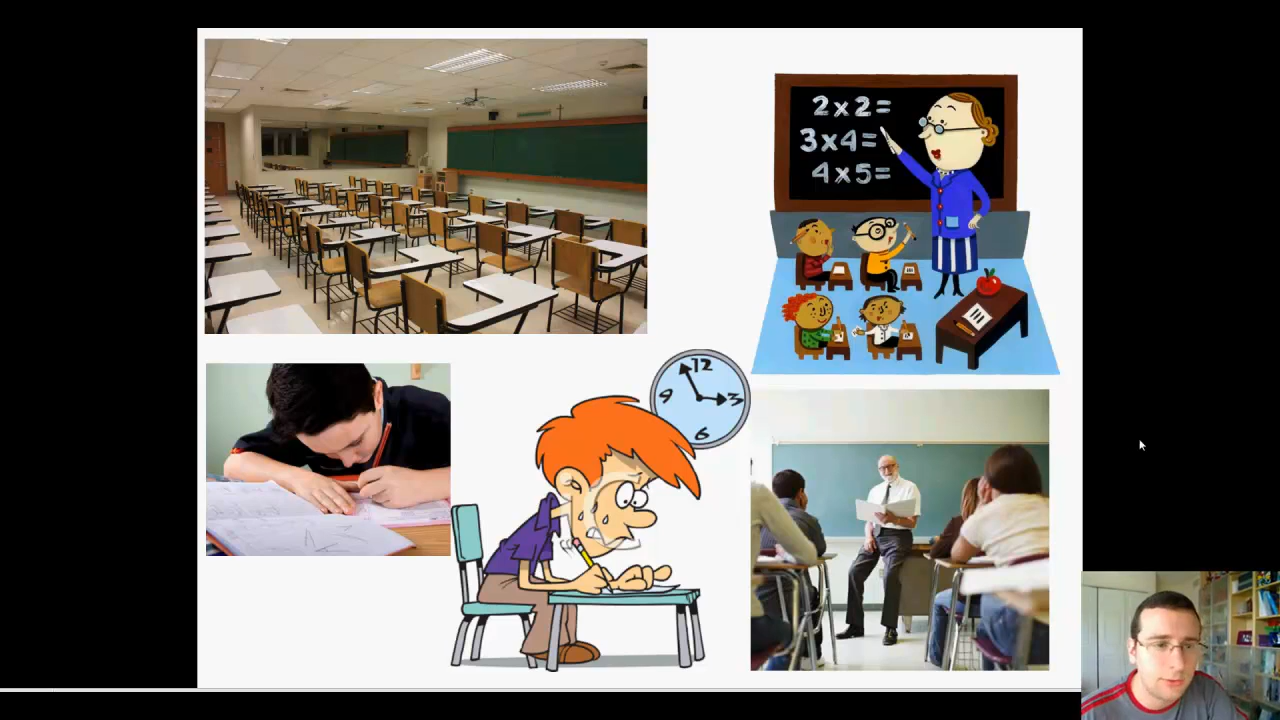 2x2=
3x4=
4x5=
12
9 3
6